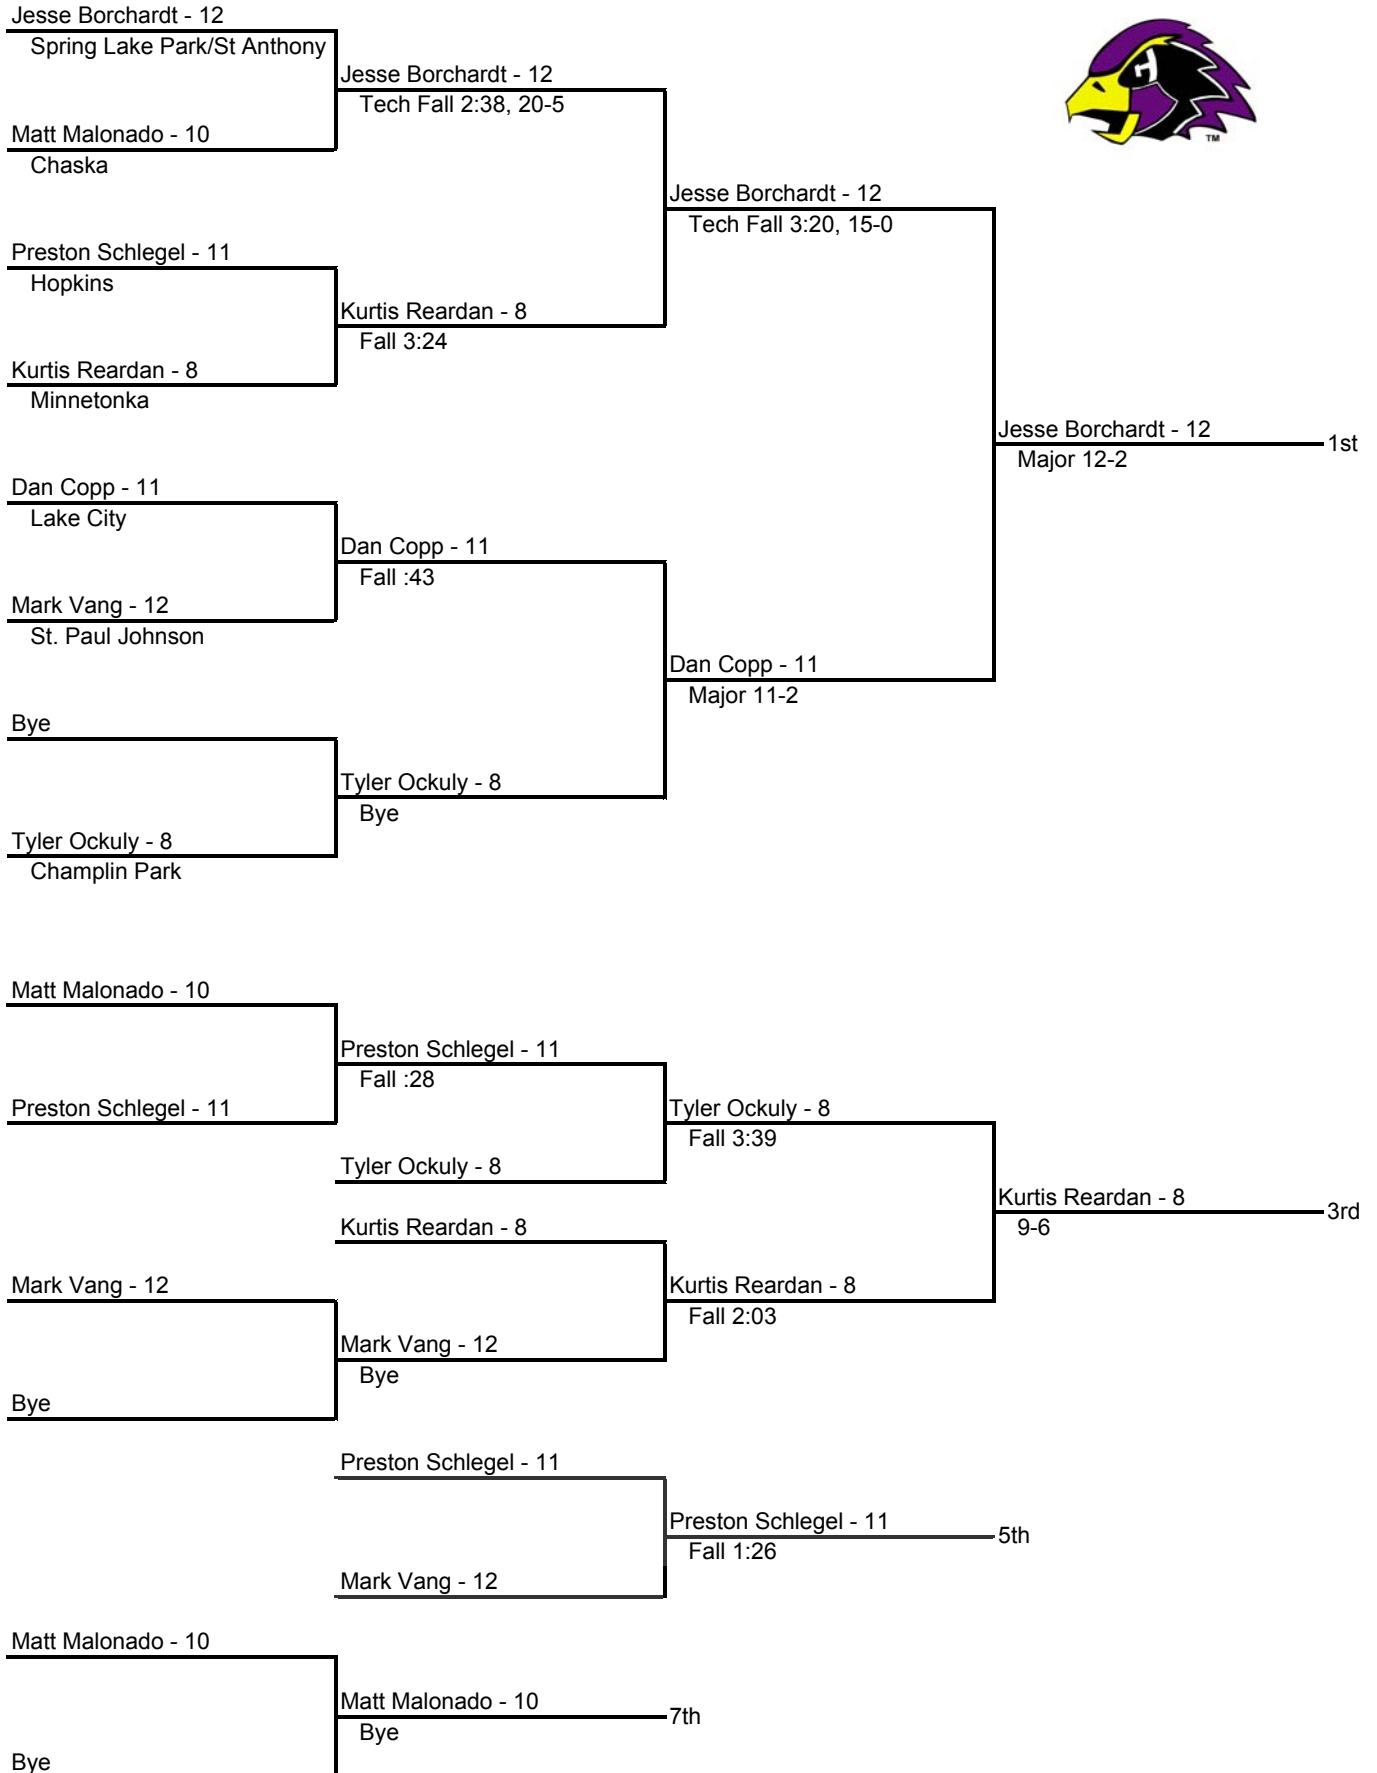 Jesse Borchardt - 12
Spring Lake Park/St Anthony
Jesse Borchardt - 12
Tech Fall 2:38, 20-5
Matt Malonado - 10
Chaska
TM
Jesse Borchardt - 12
Tech Fall 3:20, 15-0
Preston Schlegel - 11
Hopkins
Kurtis Reardan - 8
Fall 3:24
Kurtis Reardan - 8
Minnetonka
Jesse Borchardt - 12
1st
Major 12-2
Dan Copp - 11
Lake City
Dan Copp - 11
Fall :43
Mark Vang - 12
St. Paul Johnson
Dan Copp - 11
Major 11-2
Bye
Tyler Ockuly - 8
Bye
Tyler Ockuly - 8
Champlin Park
Matt Malonado - 10
Preston Schlegel - 11
Fall :28
Preston Schlegel - 11
Tyler Ockuly - 8
Fall 3:39
Tyler Ockuly - 8
Kurtis Reardan - 8
3rd
9-6
Kurtis Reardan - 8
Mark Vang - 12
Kurtis Reardan - 8
Fall 2:03
Mark Vang - 12
Bye
Bye
Preston Schlegel - 11
Preston Schlegel - 11
5th
Fall 1:26
Mark Vang - 12
Matt Malonado - 10
Matt Malonado - 10
7th
Bye
Bye